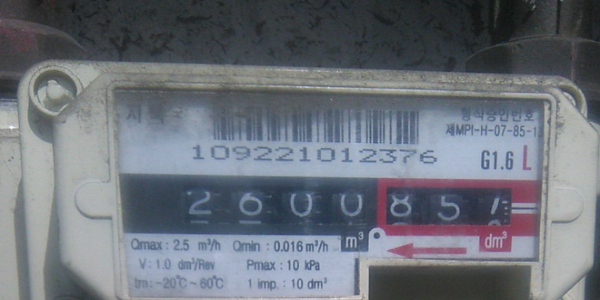 형식승인번호
제MPI-H-07-85-1
109221012376
G1.6 L
2600 85
m³ dm³
Qmax : 2.5 m³/h Qmin : 0.016 m³/h
V : 1.0 dm³/Rev Pmax : 10 kPa
tm : -20℃ ~ 60℃ 1 imp. : 10 dm³